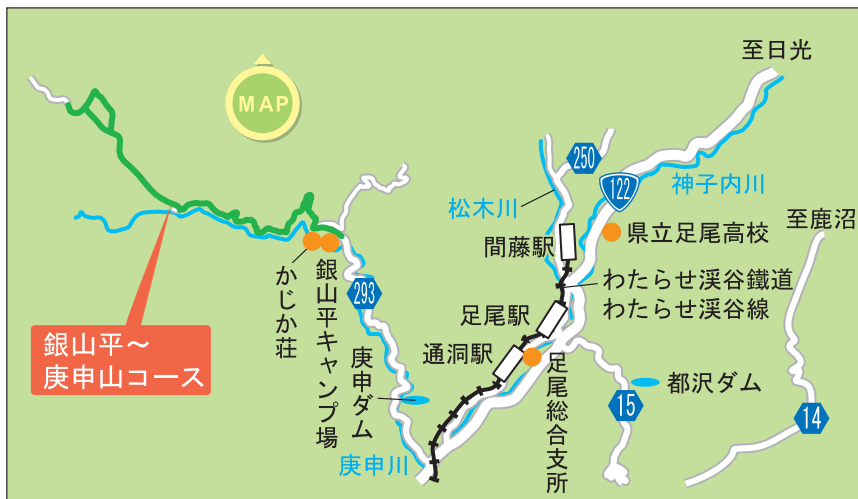 至日光
MAP
250
122
神子内川
松木川
至鹿沼
間藤駅
県立足尾高校
わたらせ渓谷鐵道
わたらせ渓谷線
293
足尾駅
かじか荘
銀山平キャンプ場
銀山平〜
庚申山コース
通洞駅
庚申ダム
足尾総合支所
都沢ダム
15
14
庚申川